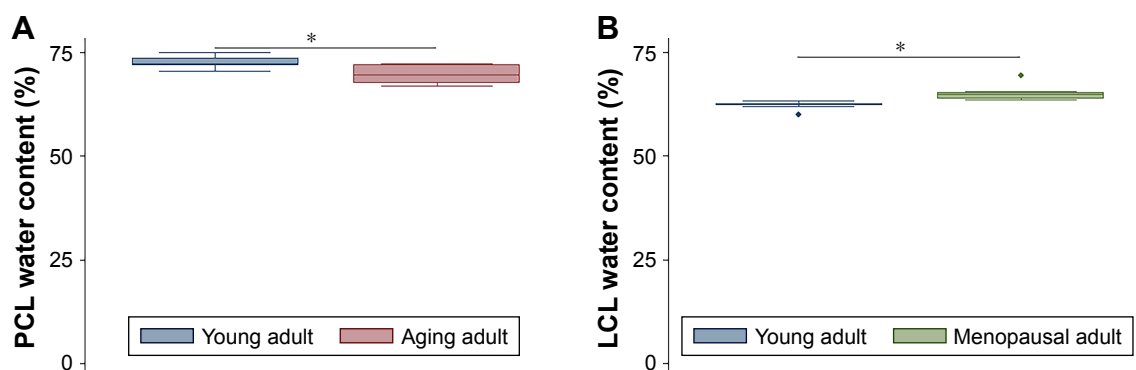 A
PCL water content (%)
75
50
25
0
*
Young adult
Aging adult
B
LCL water content (%)
75
50
25
0
*
Young adult
Menopausal adult